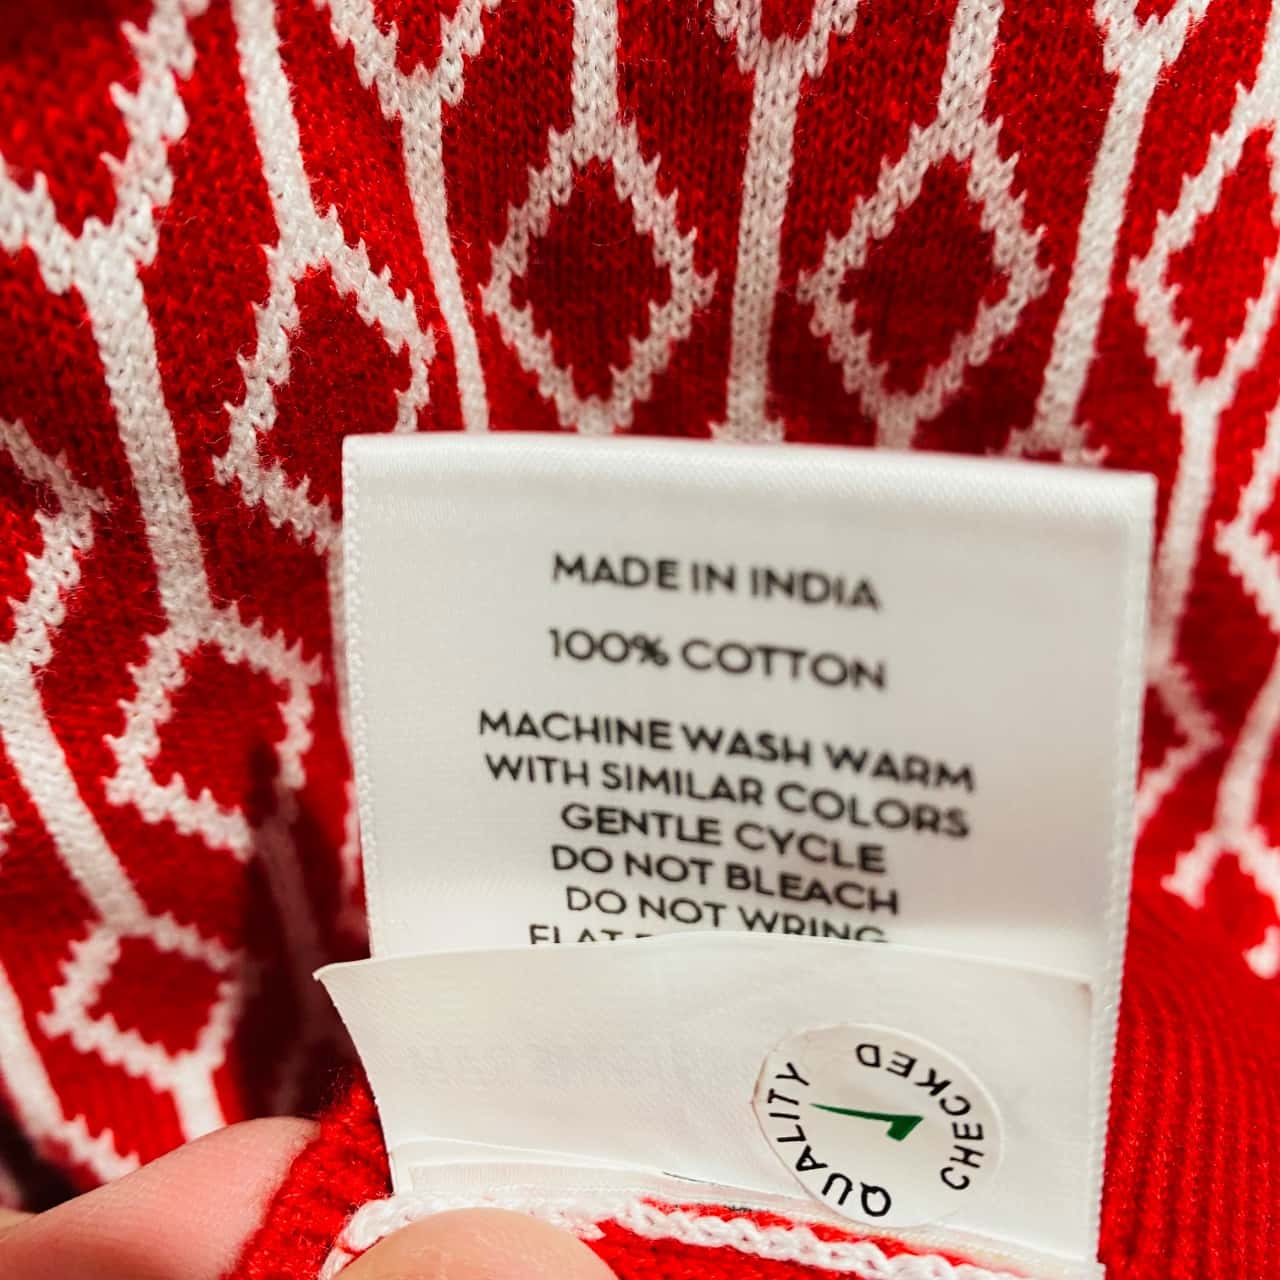 MADE IN INDIA
100% COTTON
MACHINE WASH WARM
WITH SIMILAR COLORS
GENTLE CYCLE
DO NOT BLEACH
DO NOT WRING
FLAT
QUALITY CHECKED